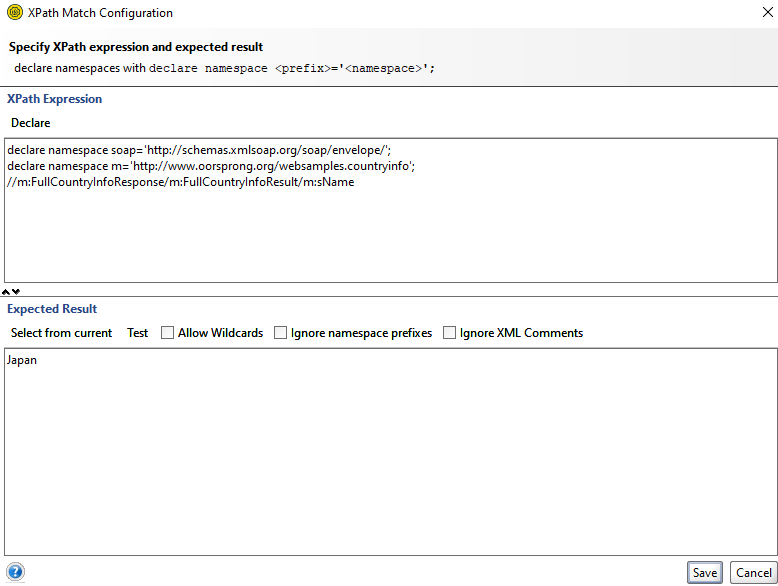 XPath Match Configuration
Specify XPath expression and expected result
declare namespaces with declare namespace <prefix>='<namespace>';
XPath Expression
Declare
declare namespace soap='http://schemas.xmlsoap.org/soap/envelope/';
declare namespace m='http://www.oorsprong.org/websamples.countryinfo';
//m:FullCountryInfoResponse/m:FullCountryInfoResult/m:sName
Expected Result
Select from current Test Allow Wildcards Ignore namespace prefixes Ignore XML Comments
Japan
? Save Cancel